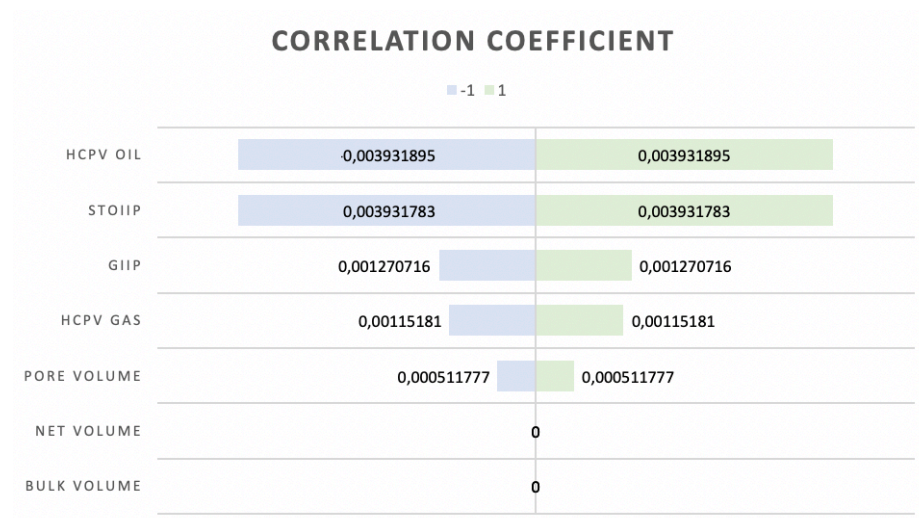 CORRELATION COEFFICIENT
-1 1
HCPV OIL -0,003931895 0,003931895
STOIIP 0,003931783 0,003931783
GIIP 0,001270716 0,001270716
HCPV GAS 0,00115181 0,00115181
PORE VOLUME 0,000511777 0,000511777
NET VOLUME 0
BULK VOLUME 0